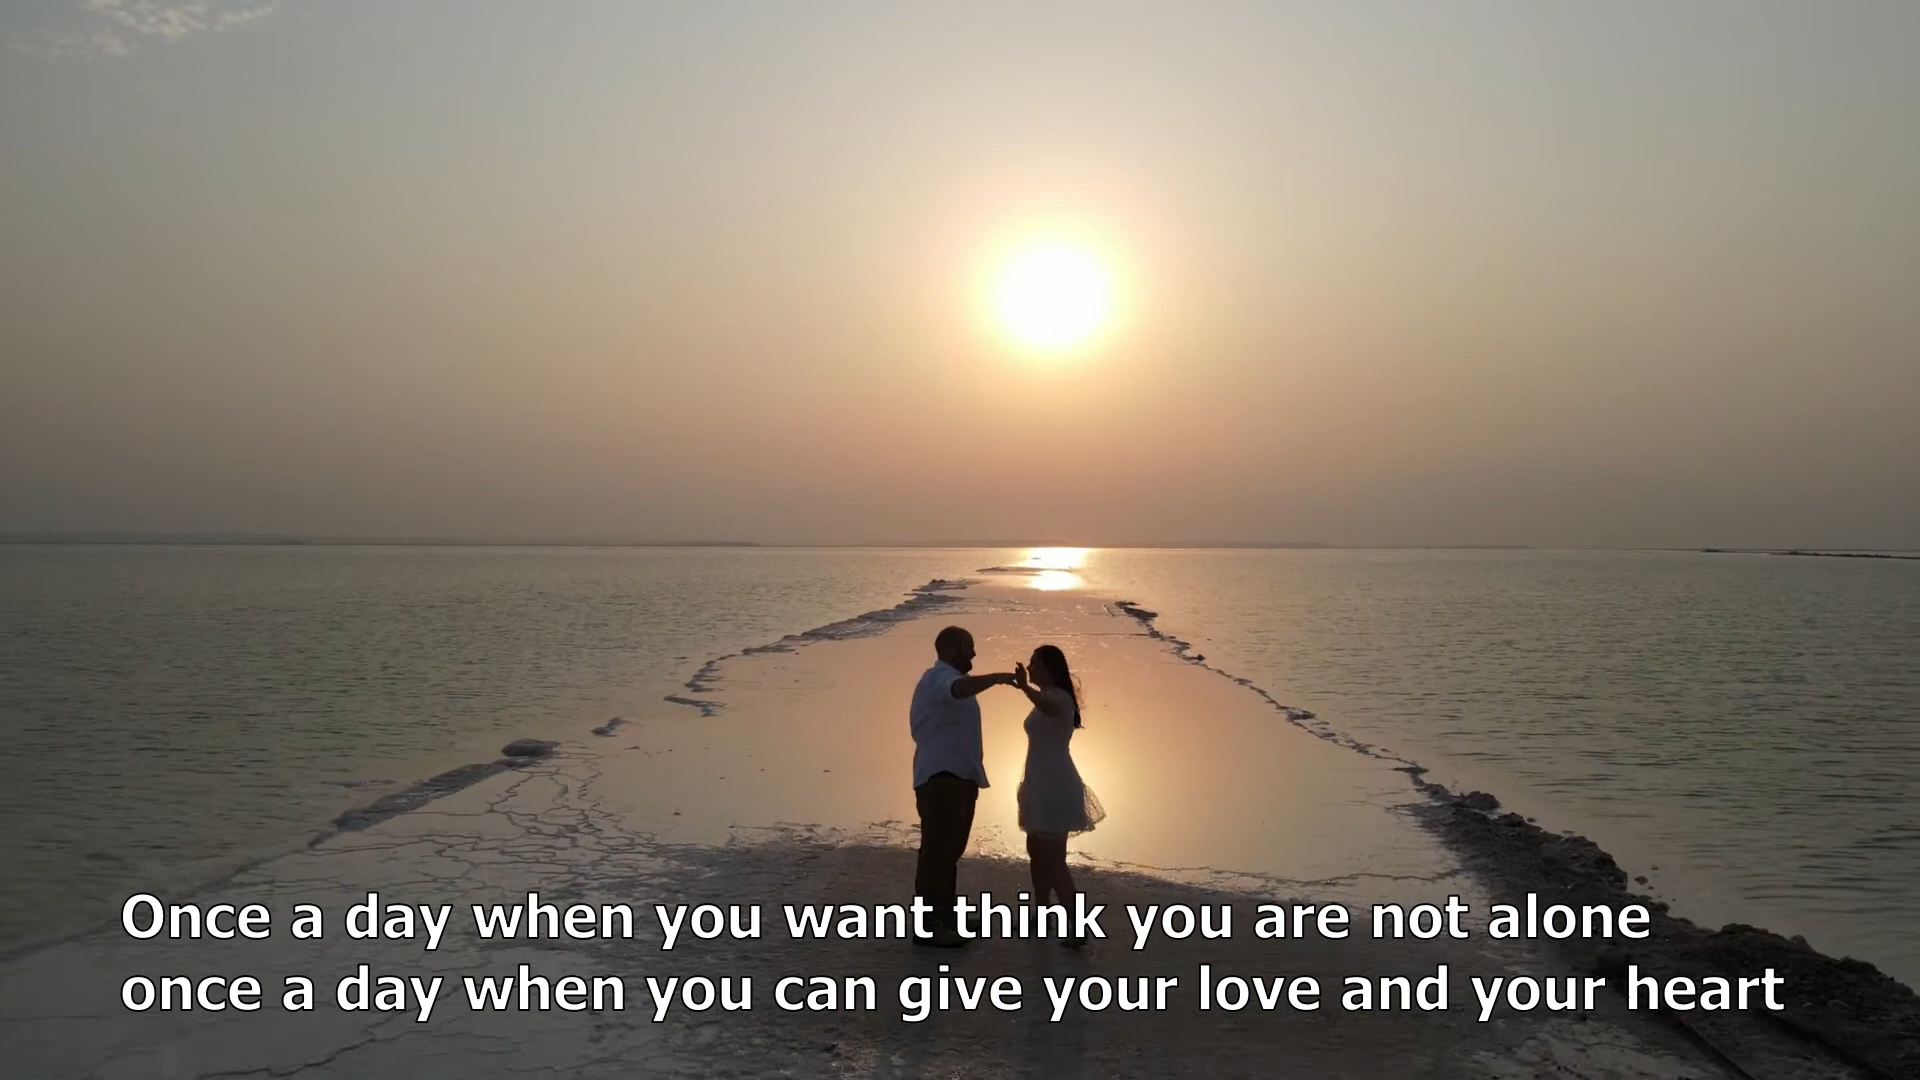 Once a day when you want think you are not alone
once a day when you can give your love and your heart